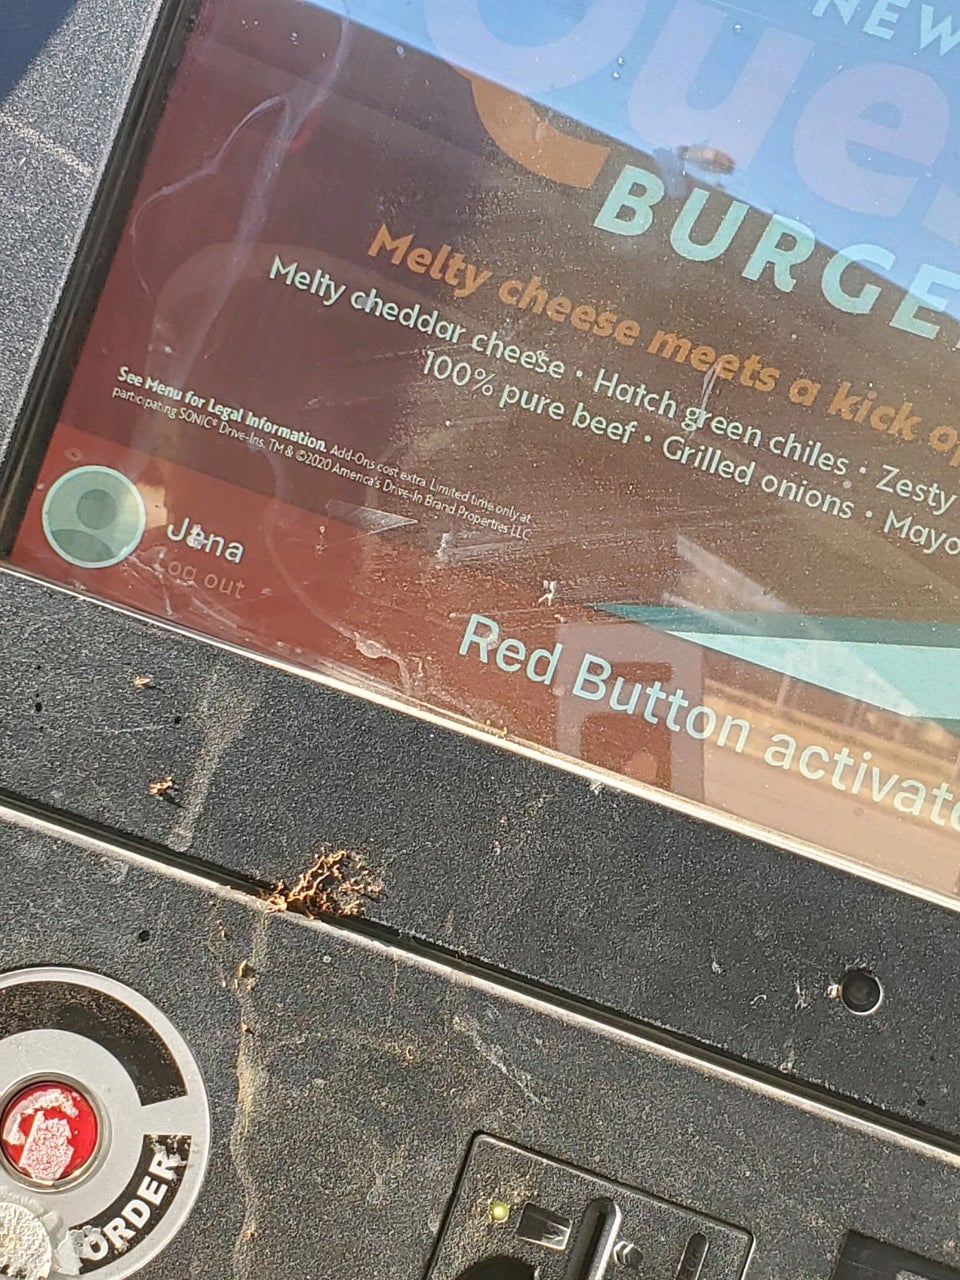 NEW
Que
BURGE
Melty cheese meets a kick o
Melty cheddar cheese • Hatch green chiles • Zesty
100% pure beef • Grilled onions • Mayo
See Menu for Legal Information. Add-Ons cost extra. Limited time only at
participating SONIC® Drive-Ins. TM & ©2020 America's Drive-In Brand Properties LLC
Jana
Log out
Red Button activate
ORDER